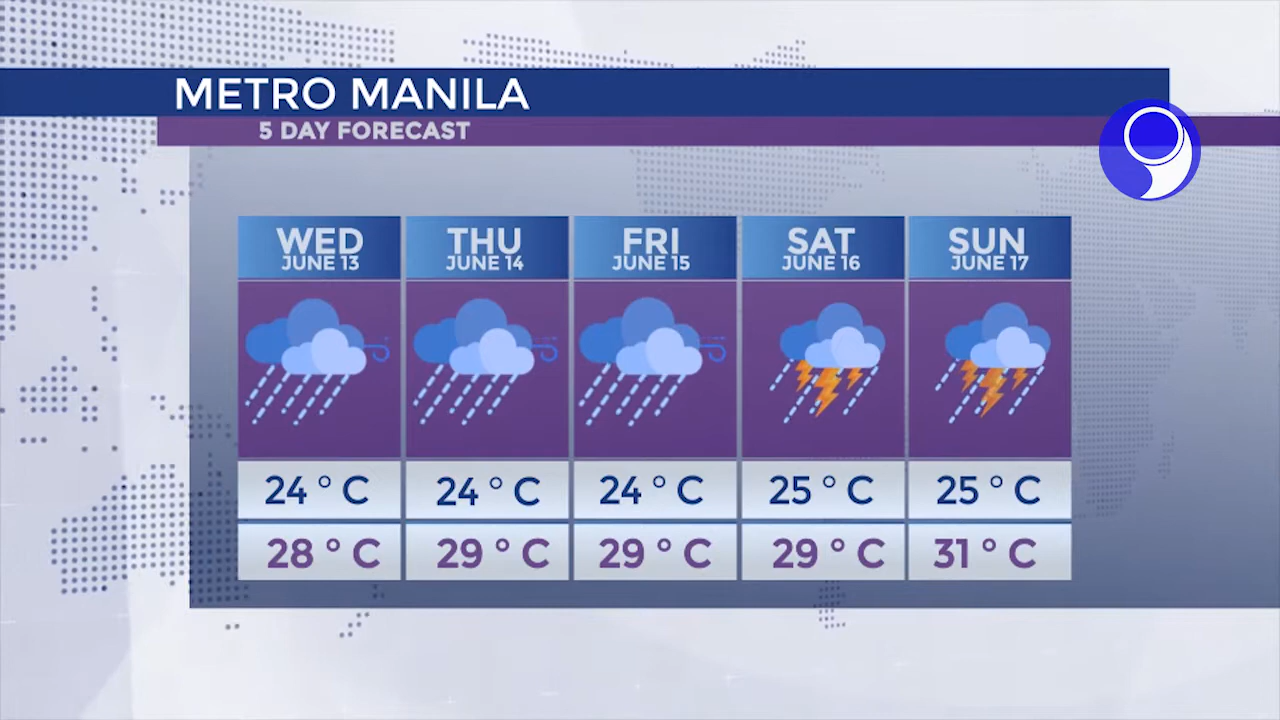 METRO MANILA
5 DAY FORECAST
WED THU FRI SAT SUN
JUNE 13 JUNE 14 JUNE 15 JUNE 16 JUNE 17
24 ° C 24 ° C 24 ° C 25 ° C 25 ° C
28 ° C 29 ° C 29 ° C 29 ° C 31 ° C